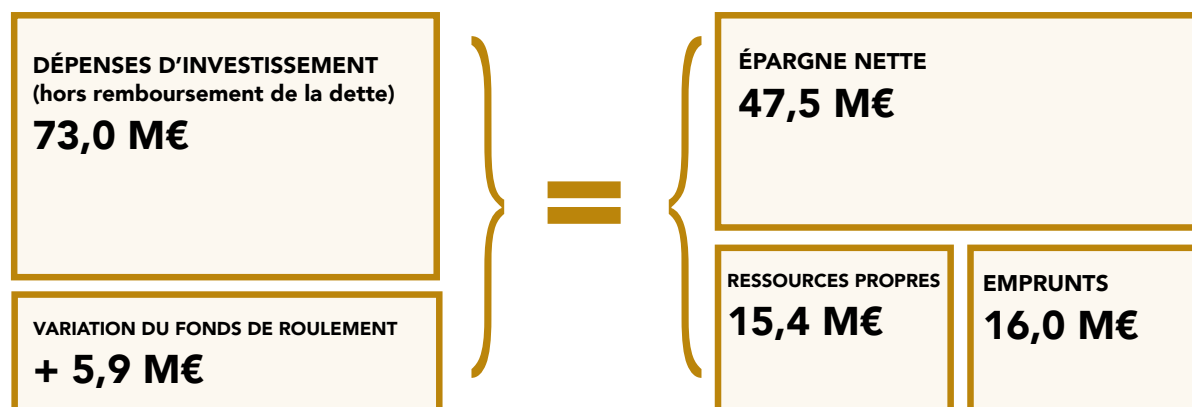 DÉPENSES D’INVESTISSEMENT
(hors remboursement de la dette)
73,0 M€
VARIATION DU FONDS DE ROULEMENT
+ 5,9 M€
=
ÉPARGNE NETTE
47,5 M€
RESSOURCES PROPRES
15,4 M€
EMPRUNTS
16,0 M€